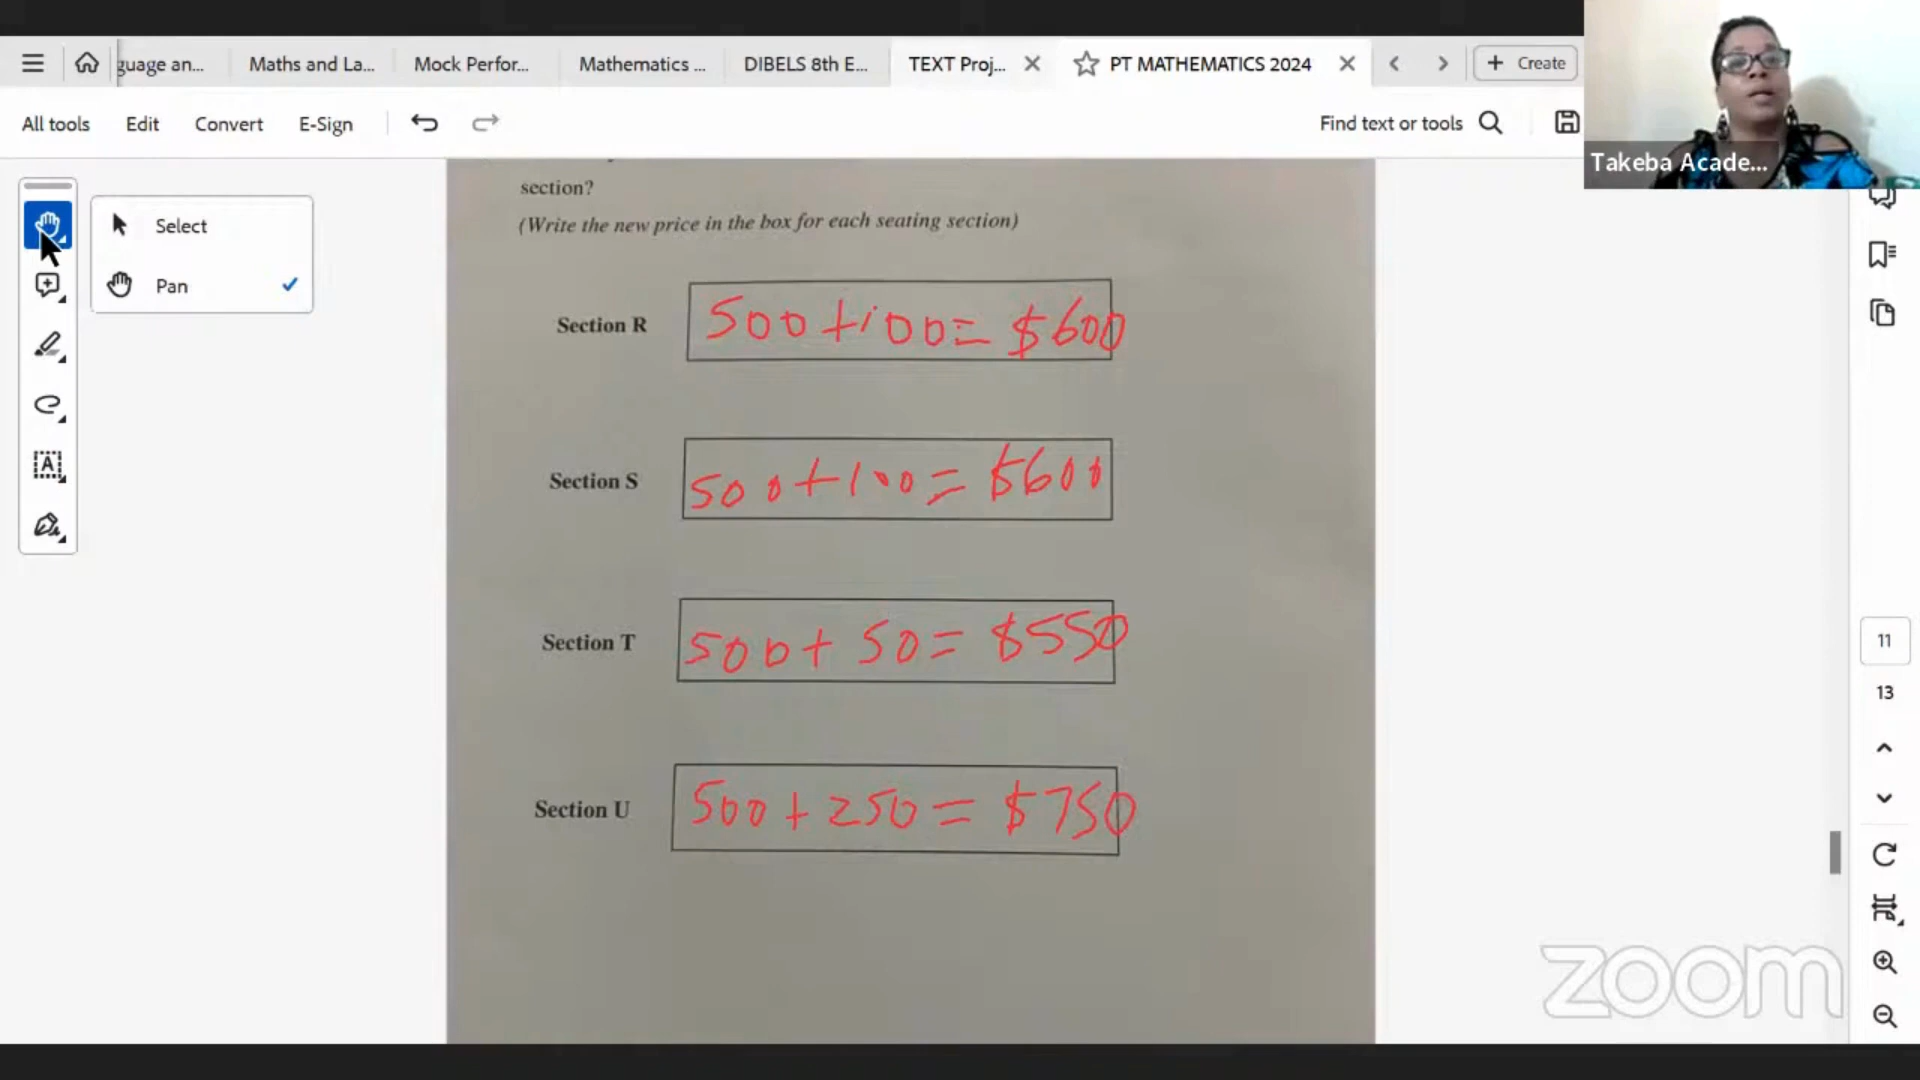 guage an...
Maths and La...
Mock Perfor...
Mathematics ...
DIBELS 8th E...
TEXT Proj...
PT MATHEMATICS 2024
Create
All tools
Edit
Convert
E-Sign
Find text or tools
Takeba Acade...
Select
Pan
section?
(Write the new price in the box for each seating section)
Section R
500 + 100 = $600
Section S
500 + 100 = $600
Section T
500 + 50 = $550
Section U
500 + 250 = $750
11
13
zoom